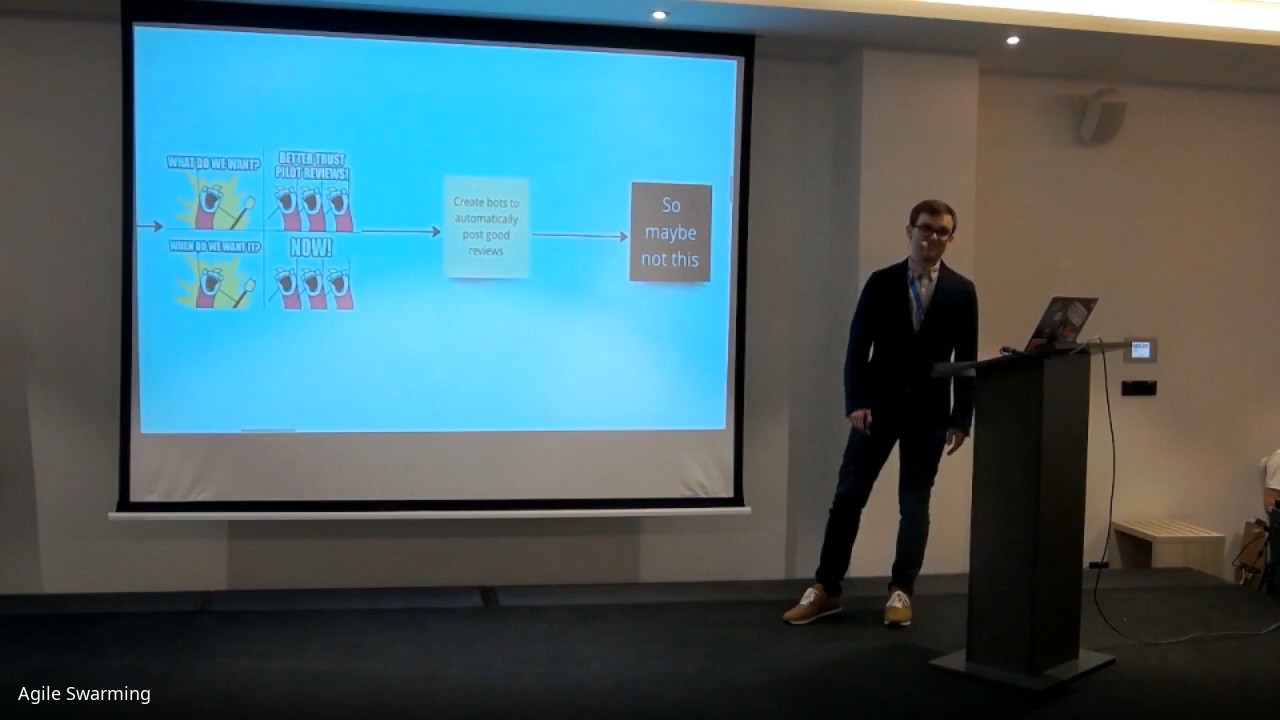 WHAT DO WE WANT?
BETTER TRUST
PILOT REVIEWS!
WHEN DO WE WANT IT?
NOW!
Create bots to
automatically
post good
reviews
So
maybe
not this
Agile Swarming